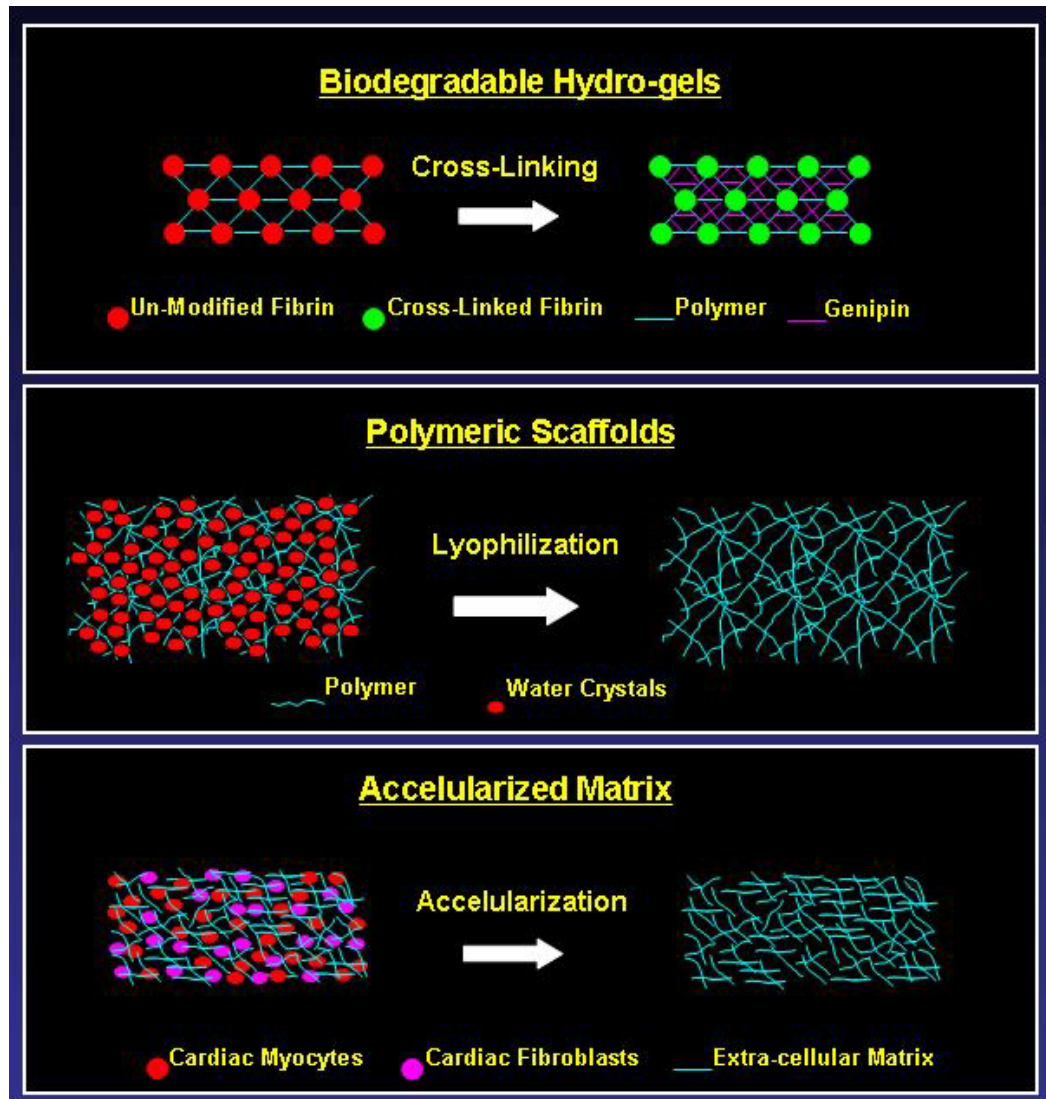 Biodegradable Hydro-gels
Cross-Linking
Un-Modified Fibrin Cross-Linked Fibrin Polymer Genipin
Polymeric Scaffolds
Lyophilization
Polymer Water Crystals
Accelularized Matrix
Accelularization
Cardiac Myocytes Cardiac Fibroblasts Extra-cellular Matrix